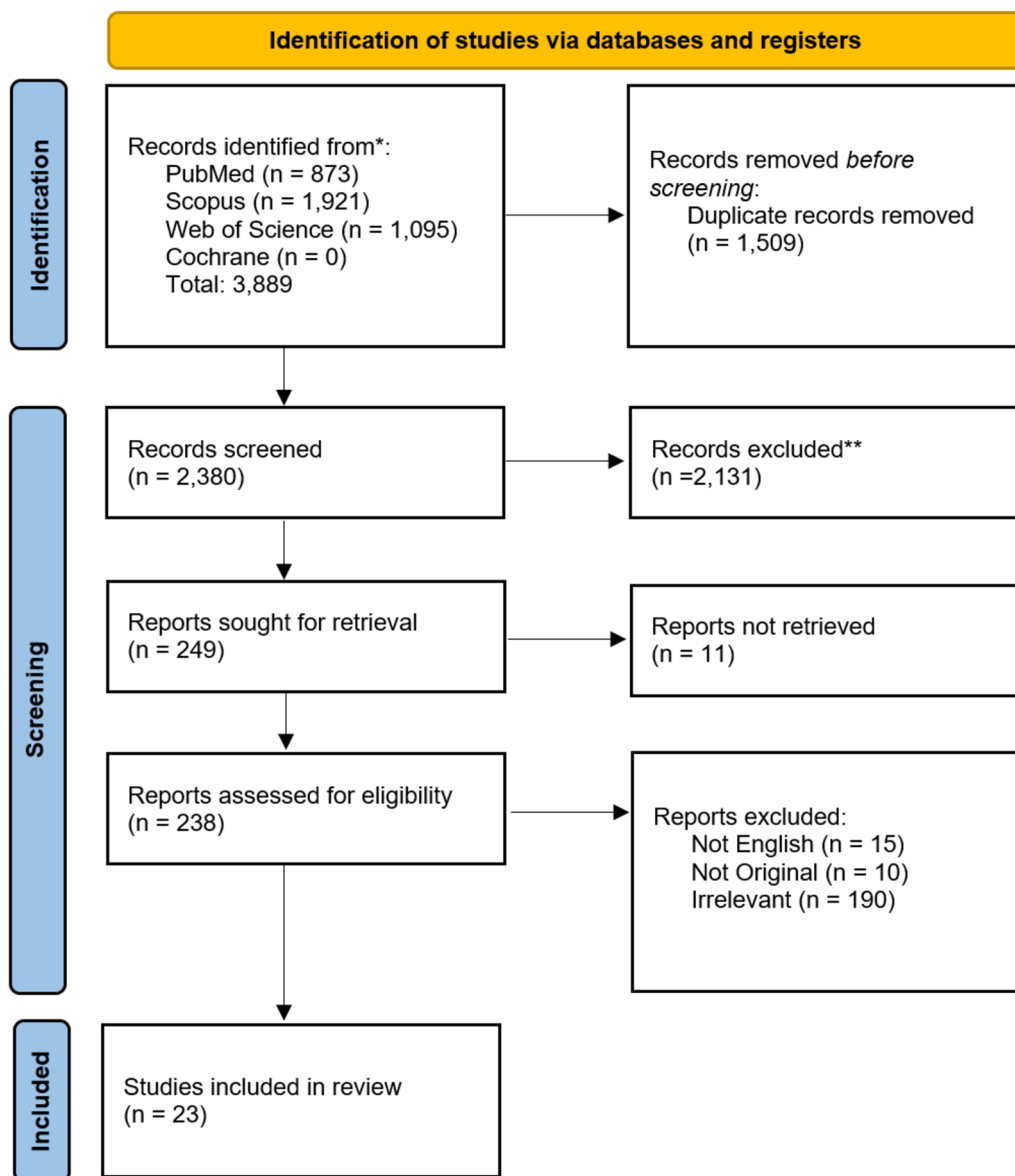 Identification of studies via databases and registers
Identification
Records identified from*:
PubMed (n = 873)
Scopus (n = 1,921)
Web of Science (n = 1,095)
Cochrane (n = 0)
Total: 3,889
Records removed before
screening:
Duplicate records removed
(n = 1,509)
Screening
Records screened
(n = 2,380)
Records excluded**
(n =2,131)
Reports sought for retrieval
(n = 249)
Reports not retrieved
(n = 11)
Reports assessed for eligibility
(n = 238)
Reports excluded:
Not English (n = 15)
Not Original (n = 10)
Irrelevant (n = 190)
Included
Studies included in review
(n = 23)